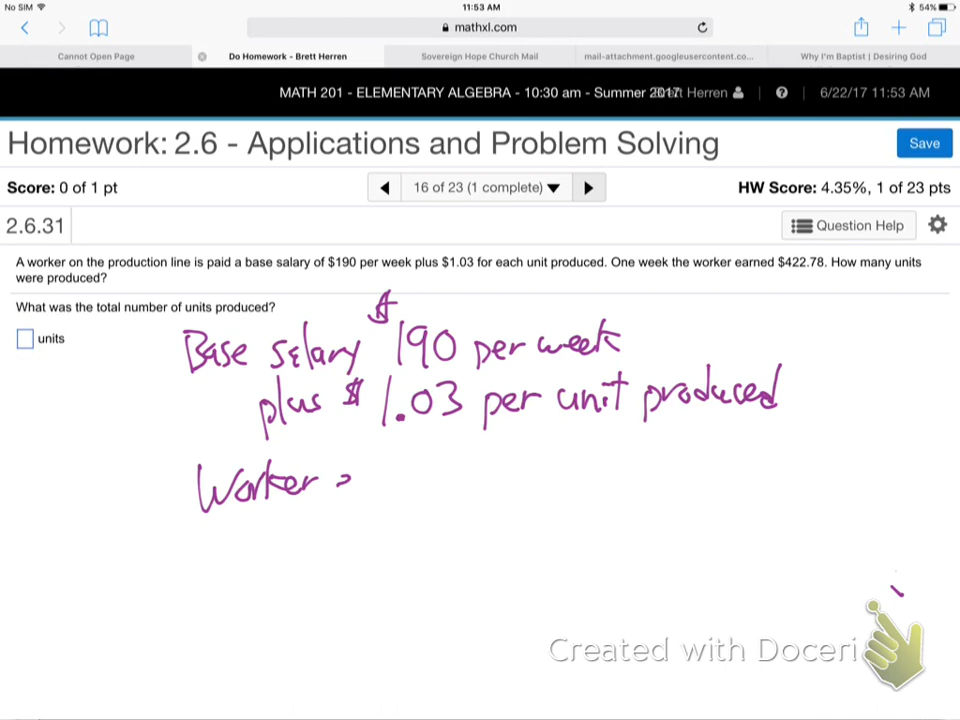 No SIM 11:53 AM 54%
mathxl.com
Cannot Open Page Do Homework - Brett Herren Sovereign Hope Church Mail mail-attachment.googleusercontent.co... Why I'm Baptist | Desiring God
MATH 201 - ELEMENTARY ALGEBRA - 10:30 am - Summer 2017 Herren 6/22/17 11:53 AM
Homework: 2.6 - Applications and Problem Solving Save
Score: 0 of 1 pt 16 of 23 (1 complete) HW Score: 4.35%, 1 of 23 pts
2.6.31 Question Help
A worker on the production line is paid a base salary of $190 per week plus $1.03 for each unit produced. One week the worker earned $422.78. How many units
were produced?
What was the total number of units produced?
units
Base salary $190 per week
plus $1.03 per unit produced
Worker
Created with Doceri